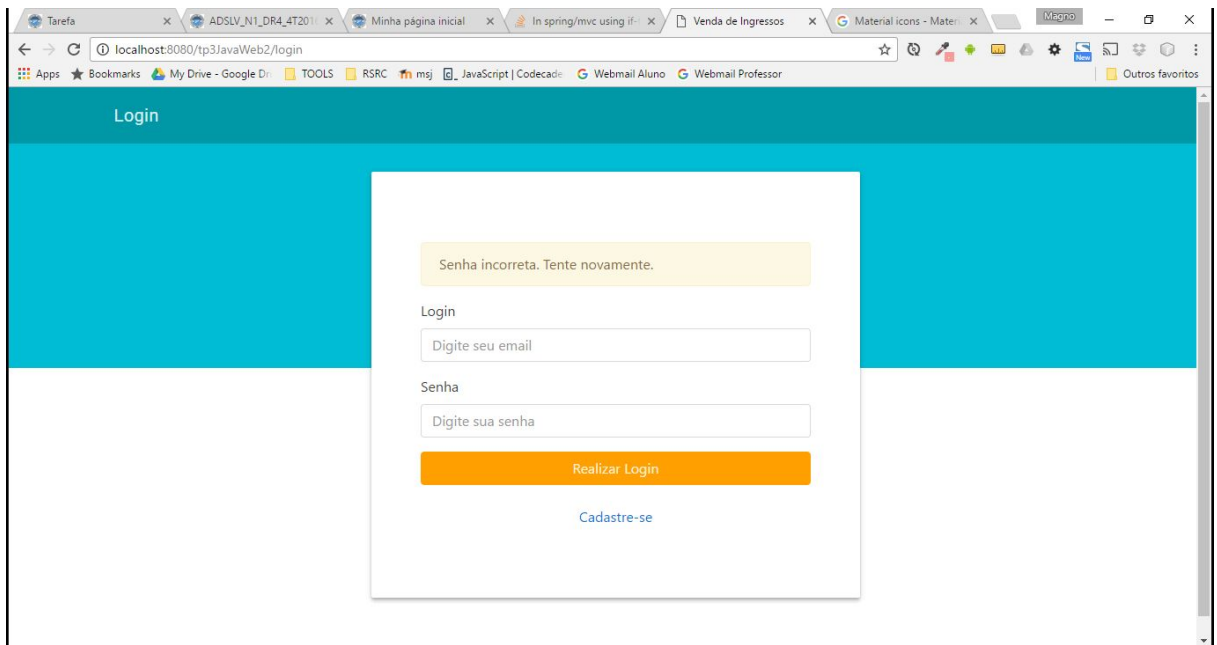 Tarefa ADSLV_N1_DR4_4T201 Minha página inicial In spring/mvc using if- Venda de Ingressos Material icons - Mater Magno
localhost:8080/tp3JavaWeb2/login New
Apps Bookmarks My Drive - Google Dr TOOLS RSRC msj JavaScript | Codecade Webmail Aluno Webmail Professor Outros favoritos
Login
Senha incorreta. Tente novamente.
Login
Digite seu email
Senha
Digite sua senha
Realizar Login
Cadastre-se